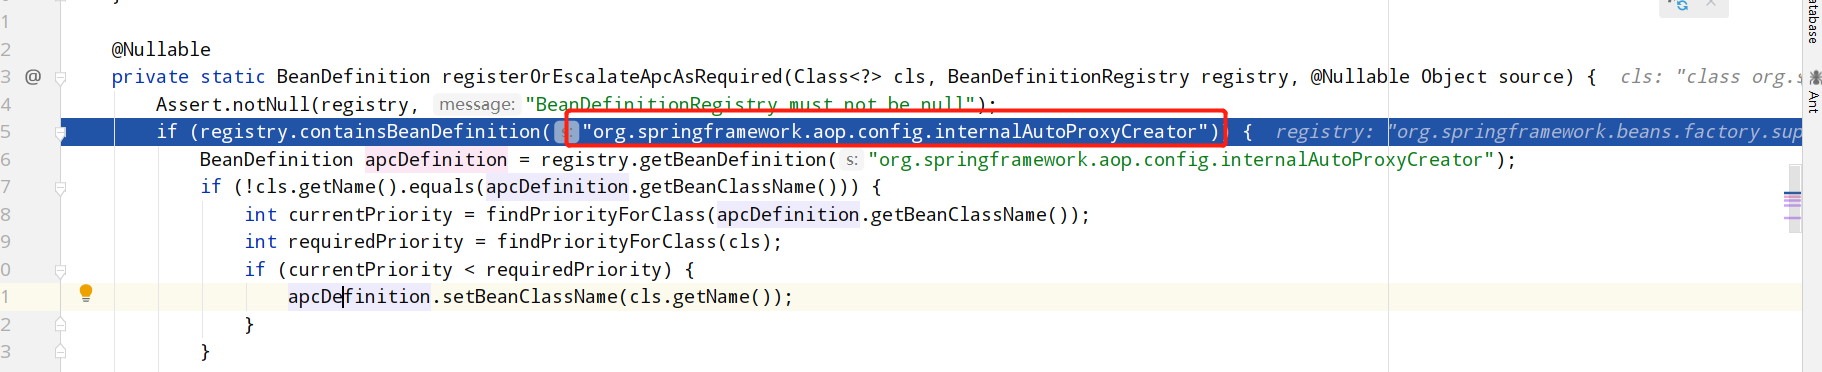 1
2 @Nullable
3 @ private static BeanDefinition registerOrEscalateApcAsRequired(Class<?> cls, BeanDefinitionRegistry registry, @Nullable Object source) { cls: "class org.s
4 Assert.notNull(registry, message: "BeanDefinitionRegistry must not be null");
5 if (registry.containsBeanDefinition( s: "org.springframework.aop.config.internalAutoProxyCreator")) { registry: "org.springframework.beans.factory.sup
6 BeanDefinition apcDefinition = registry.getBeanDefinition( s: "org.springframework.aop.config.internalAutoProxyCreator");
7 if (!cls.getName().equals(apcDefinition.getBeanClassName())) {
8 int currentPriority = findPriorityForClass(apcDefinition.getBeanClassName());
9 int requiredPriority = findPriorityForClass(cls);
0 if (currentPriority < requiredPriority) {
1 apcDefinition.setBeanClassName(cls.getName());
2 }
3 }
atabase
Ant